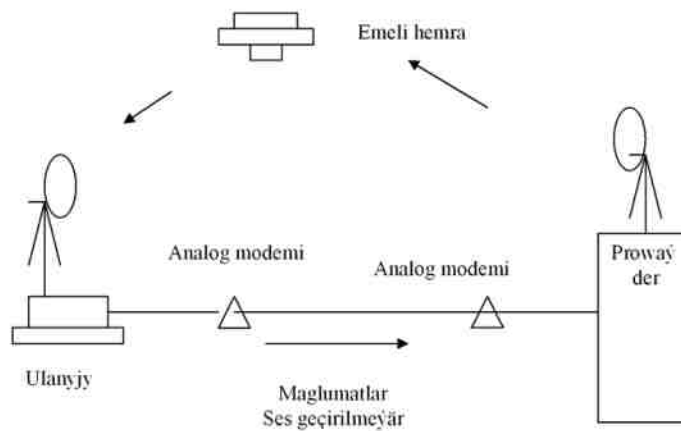 Emeli hemra
Analog modemi
Analog modemi
Prowaý
der
Ulanyjy
Maglumatlar
Ses geçirilmeýär